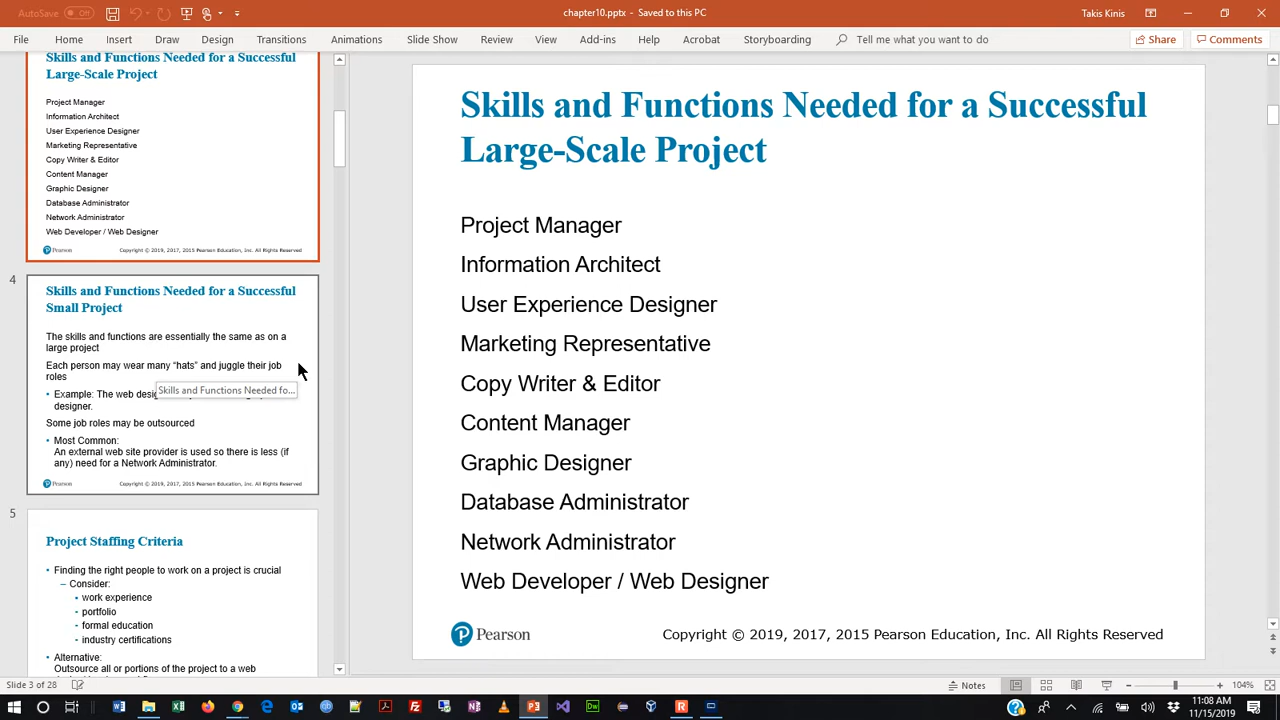 AutoSave Off
chapter10.pptx - Saved to this PC
Takis Kinis
File Home Insert Draw Design Transitions Animations Slide Show Review View Add-ins Help Acrobat Storyboarding Tell me what you want to do Share Comments
Skills and Functions Needed for a Successful
Large-Scale Project
Project Manager
Information Architect
User Experience Designer
Marketing Representative
Copy Writer & Editor
Content Manager
Graphic Designer
Database Administrator
Network Administrator
Web Developer / Web Designer
Pearson Copyright © 2019, 2017, 2015 Pearson Education, Inc. All Rights Reserved
4
Skills and Functions Needed for a Successful
Small Project
The skills and functions are essentially the same as on a
large project
Each person may wear many “hats” and juggle their job
roles
Skills and Functions Needed fo...
• Example: The web
designer.
Some job roles may be outsourced
• Most Common:
An external web site provider is used so there is less (if
any) need for a Network Administrator.
Pearson Copyright © 2019, 2017, 2015 Pearson Education, Inc. All Rights Reserved
5
Project Staffing Criteria
• Finding the right people to work on a project is crucial
– Consider:
• work experience
• portfolio
• formal education
• industry certifications
• Alternative:
Outsource all or portions of the project to a web
Skills and Functions Needed for a Successful
Large-Scale Project
Project Manager
Information Architect
User Experience Designer
Marketing Representative
Copy Writer & Editor
Content Manager
Graphic Designer
Database Administrator
Network Administrator
Web Developer / Web Designer
Pearson Copyright © 2019, 2017, 2015 Pearson Education, Inc. All Rights Reserved
Slide 3 of 28
Notes
104%
11:08 AM
11/15/2019